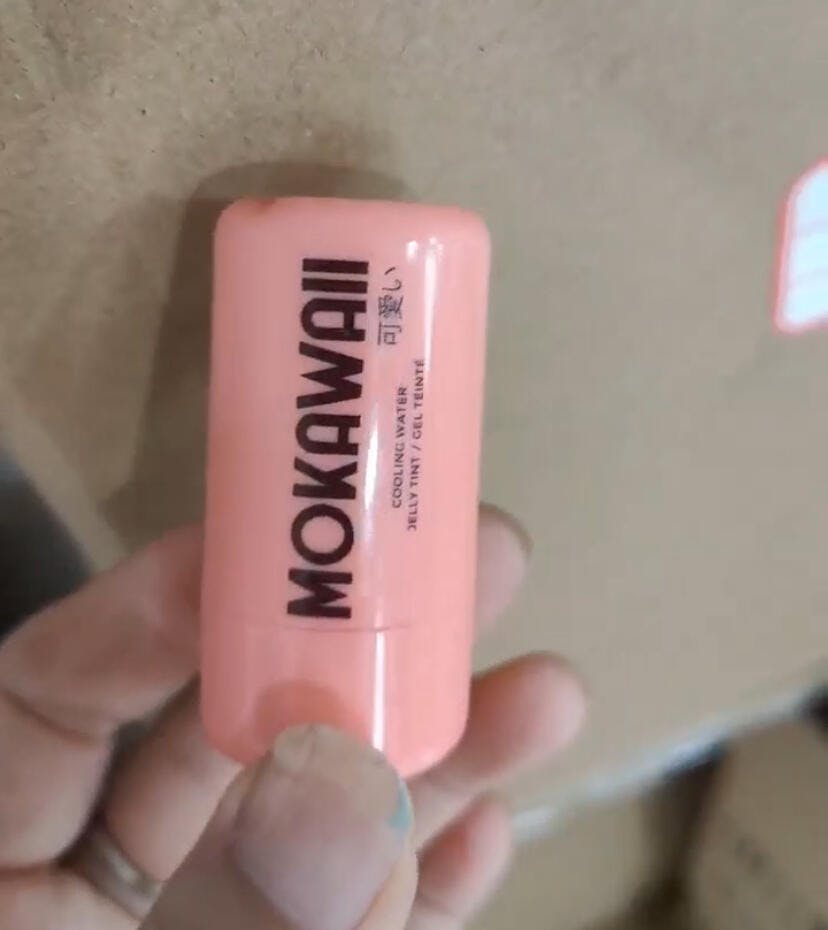 MOKAWAII
可愛い
COOLING WATER
JELLY TINT / GEL TEINTÉ